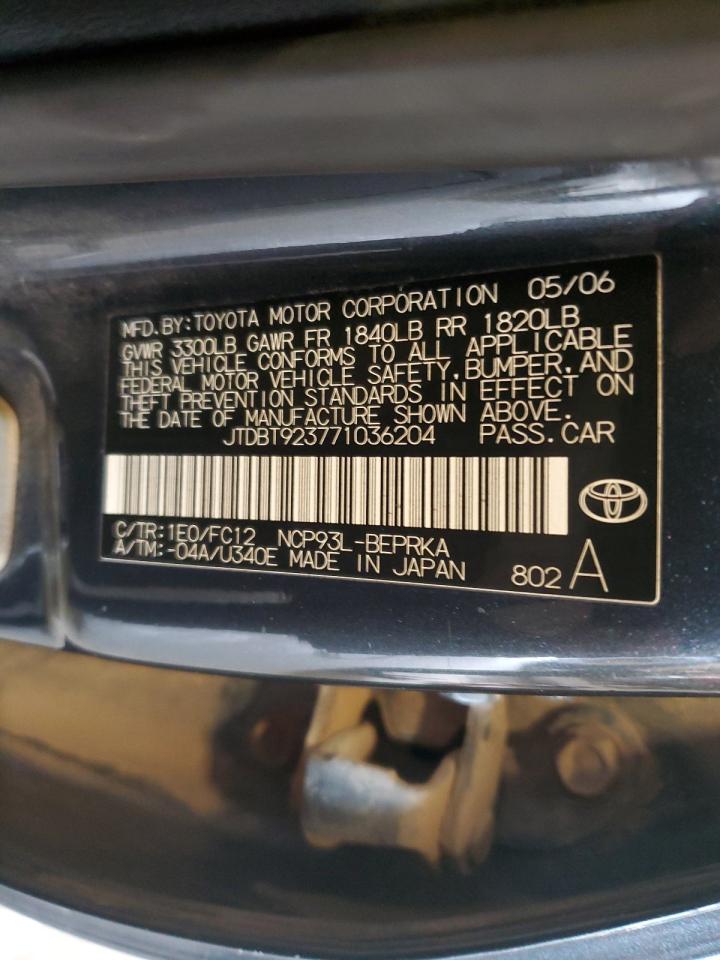 MFD.BY:TOYOTA MOTOR CORPORATION 05/06
GVWR 3300LB GAWR FR 1840LB RR 1820LB
THIS VEHICLE CONFORMS TO ALL APPLICABLE
FEDERAL MOTOR VEHICLE SAFETY,BUMPER,AND
THEFT PREVENTION STANDARDS IN EFFECT ON
THE DATE OF MANUFACTURE SHOWN ABOVE.
JTDBT923771036204 PASS.CAR
C/TR:1E0/FC12 NCP93L-BEPRKA
A/TM:-04A/U340E MADE IN JAPAN 802 A